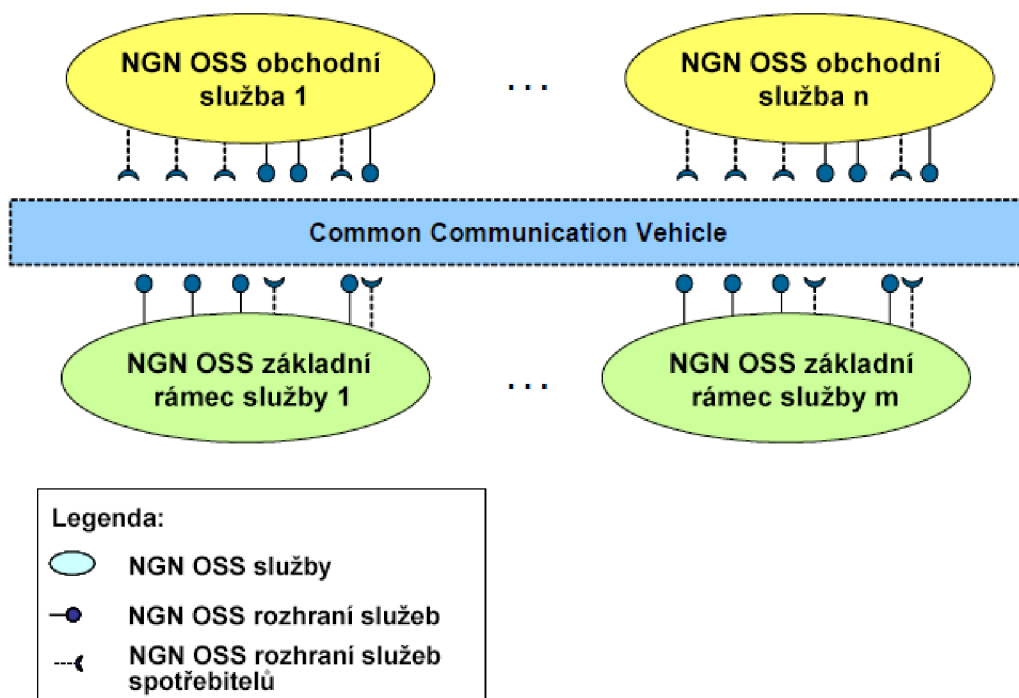 NGN OSS obchodní
služba 1
. . .
NGN OSS obchodní
služba n
Common Communication Vehicle
NGN OSS základní
rámec služby 1
. . .
NGN OSS základní
rámec služby m
Legenda:
NGN OSS služby
NGN OSS rozhraní služeb
NGN OSS rozhraní služeb
spotřebitelů